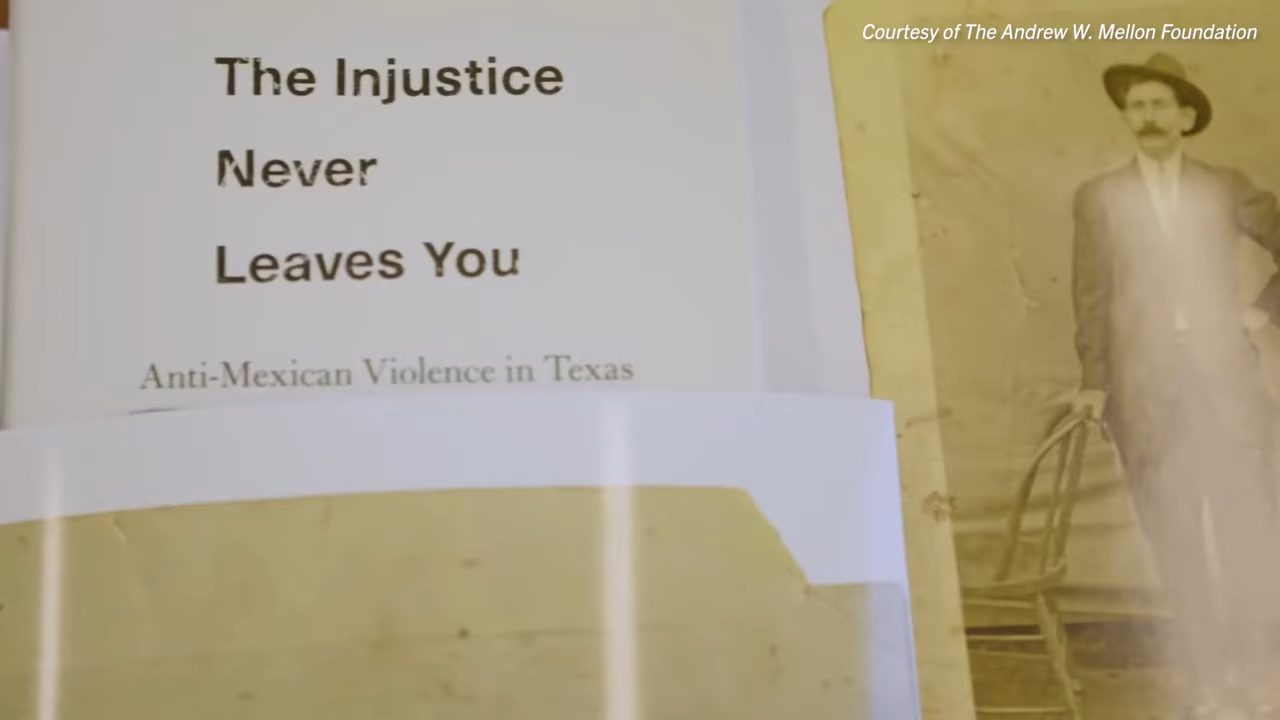 Courtesy of The Andrew W. Mellon Foundation
The Injustice
Never
Leaves You
Anti-Mexican Violence in Texas